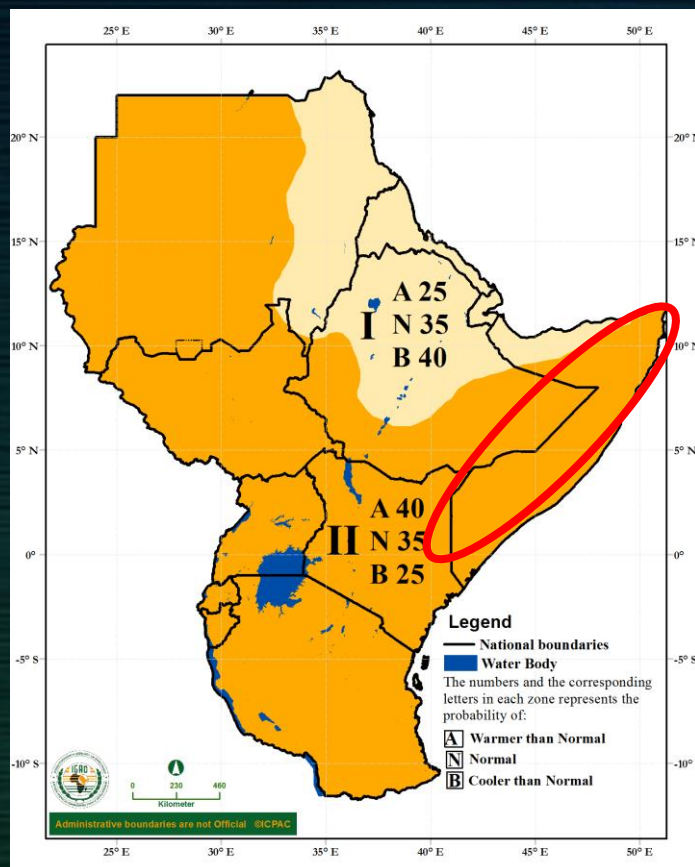 25° E 30° E 35° E 40° E 45° E 50° E
20° N 20° N
15° N 15° N
A 25
I N 35
B 40
10° N 10° N
5° N 5° N
A 40
II N 35
B 25
0° 0°
Legend
National boundaries
Water Body
The numbers and the corresponding
letters in each zone represents the
probability of:
A Warmer than Normal
N Normal
B Cooler than Normal
-5° S -5° S
-10° S -10° S
IGAD
0 230 460
Kilometer
Administrative boundaries are not Official ©ICPAC
25° E 30° E 35° E 40° E 45° E 50° E